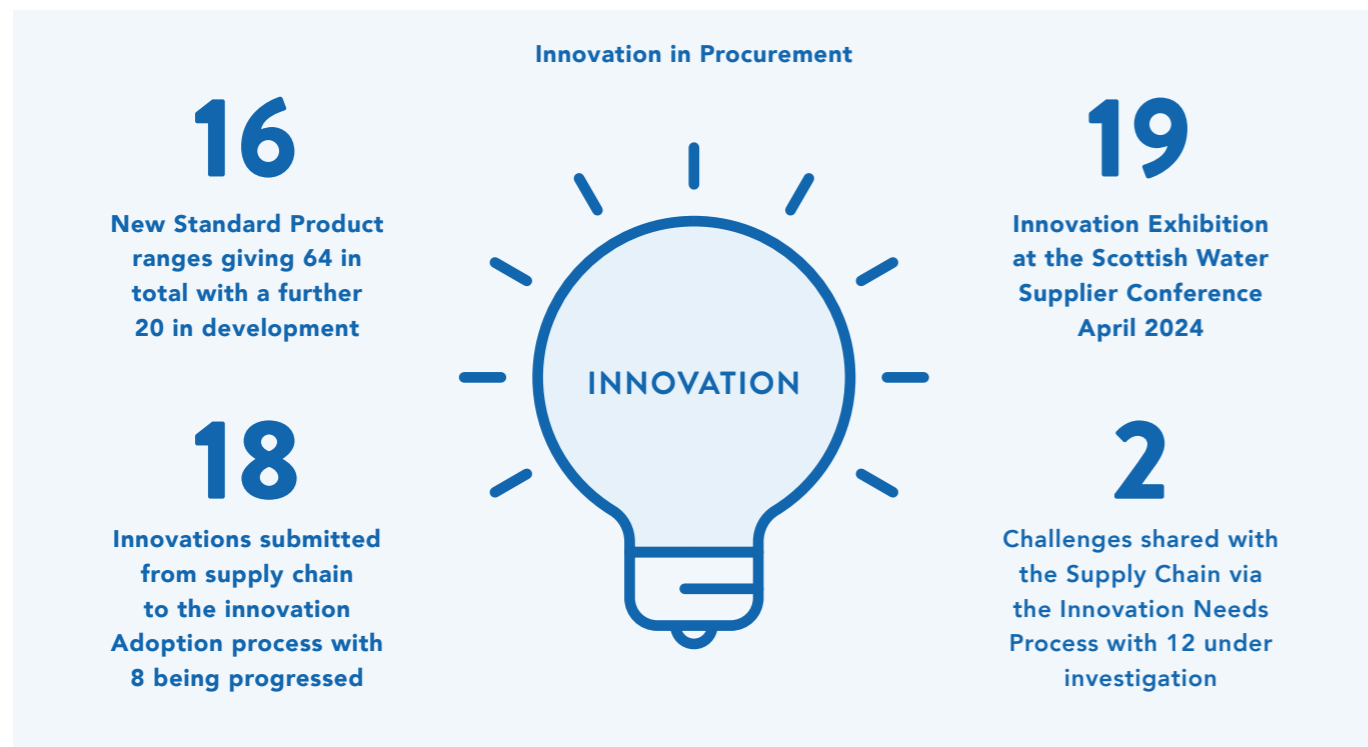 Innovation in Procurement
16
New Standard Product
ranges giving 64 in
total with a further
20 in development
18
Innovations submitted
from supply chain
to the innovation
Adoption process with
8 being progressed
INNOVATION
19
Innovation Exhibition
at the Scottish Water
Supplier Conference
April 2024
2
Challenges shared with
the Supply Chain via
the Innovation Needs
Process with 12 under
investigation